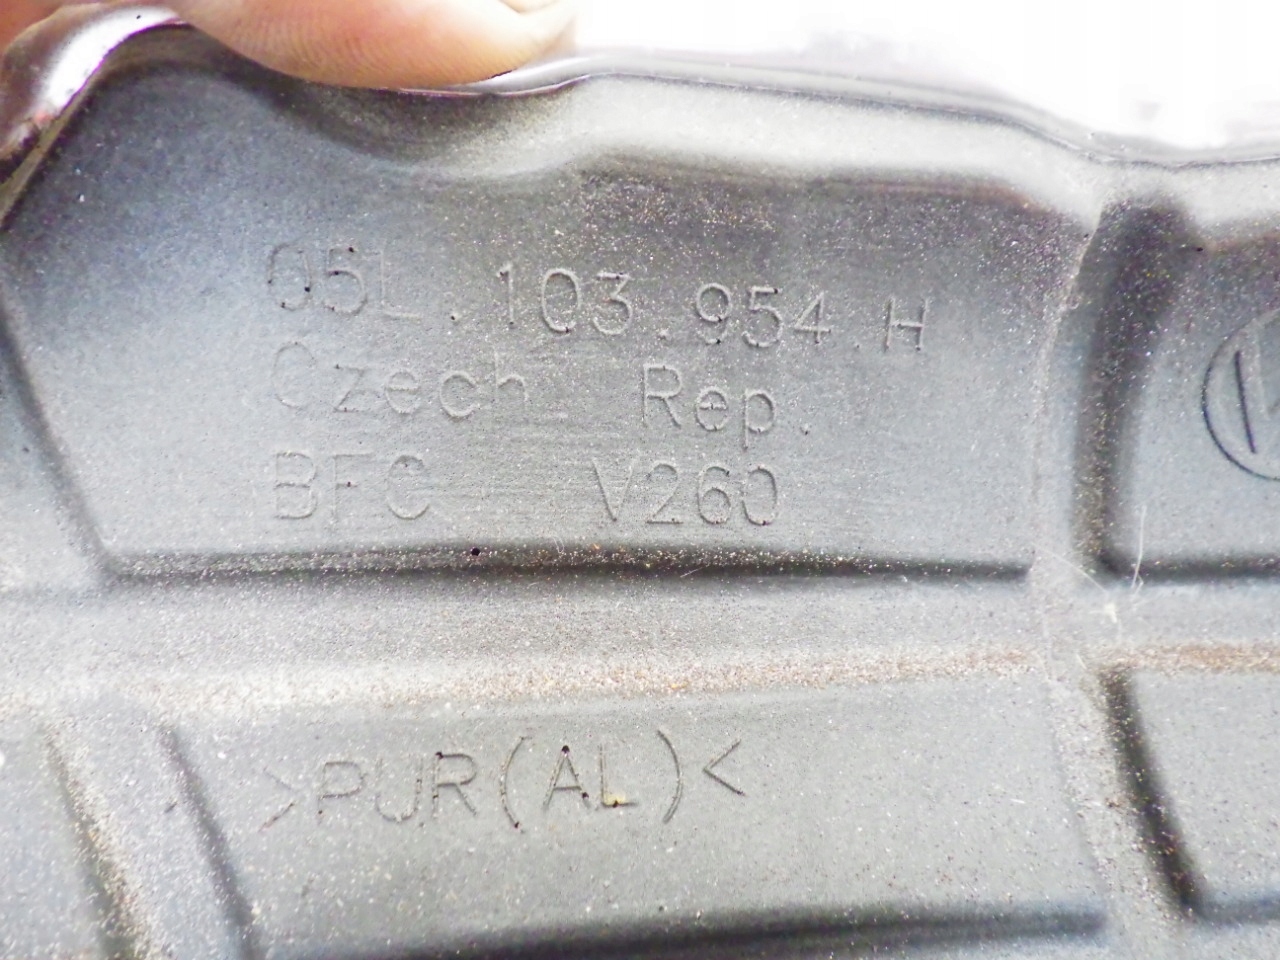 05L.103.954.H
Czech Rep.
BFC V260
>PUR(AL)<